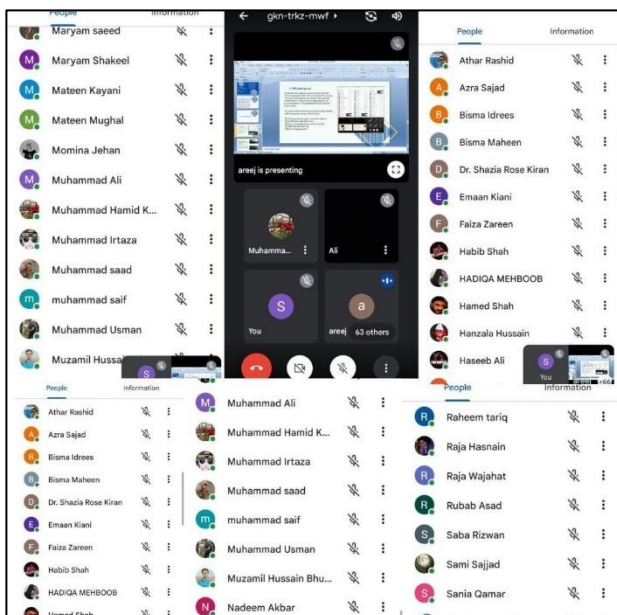 People
Information
Maryam saeed
M
Maryam Shakeel
M
Mateen Kayani
M
Mateen Mughal
Momina Jehan
M
Muhammad Ali
Muhammad Hamid K...
Muhammad Irtaza
Muhammad saad
m
muhammad saif
Muhammad Usman
Muzamil Hussa
S
gkn-trkz-mwf
areej is presenting
Muhamma...
Ali
S
You
a
areej
63 others
People
Information
Athar Rashid
A
Azra Sajad
B
Bisma Idrees
B
Bisma Maheen
D
Dr. Shazia Rose Kiran
E
Emaan Kiani
F
Faiza Zareen
Habib Shah
HADIQA MEHBOOB
Hamed Shah
Hanzala Hussain
Haseeb Ali
S
You
People
Information
Athar Rashid
A
Azra Sajad
B
Bisma Idrees
B
Bisma Maheen
D
Dr. Shazia Rose Kiran
E
Emaan Kiani
F
Faiza Zareen
Habib Shah
HADIQA MEHBOOB
Hamed Shah
M
Muhammad Ali
Muhammad Hamid K...
Muhammad Irtaza
Muhammad saad
m
muhammad saif
Muhammad Usman
Muzamil Hussain Bhu...
N
Nadeem Akbar
People
Information
R
Raheem tariq
Raja Hasnain
R
Raja Wajahat
R
Rubab Asad
S
Saba Rizwan
Sami Sajjad
S
Sania Qamar